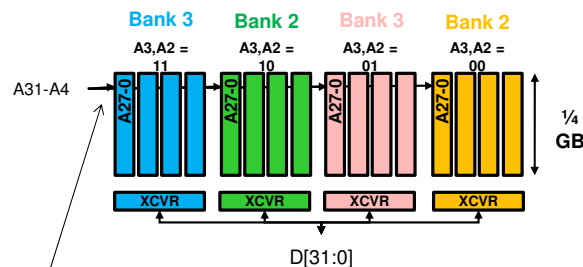 Bank 3 Bank 2 Bank 3 Bank 2
A3,A2 = A3,A2 = A3,A2 = A3,A2 =
11 10 01 00
A31-A4 A27-0 A27-0 A27-0 A27-0
¼
GB
XCVR XCVR XCVR XCVR
D[31:0]